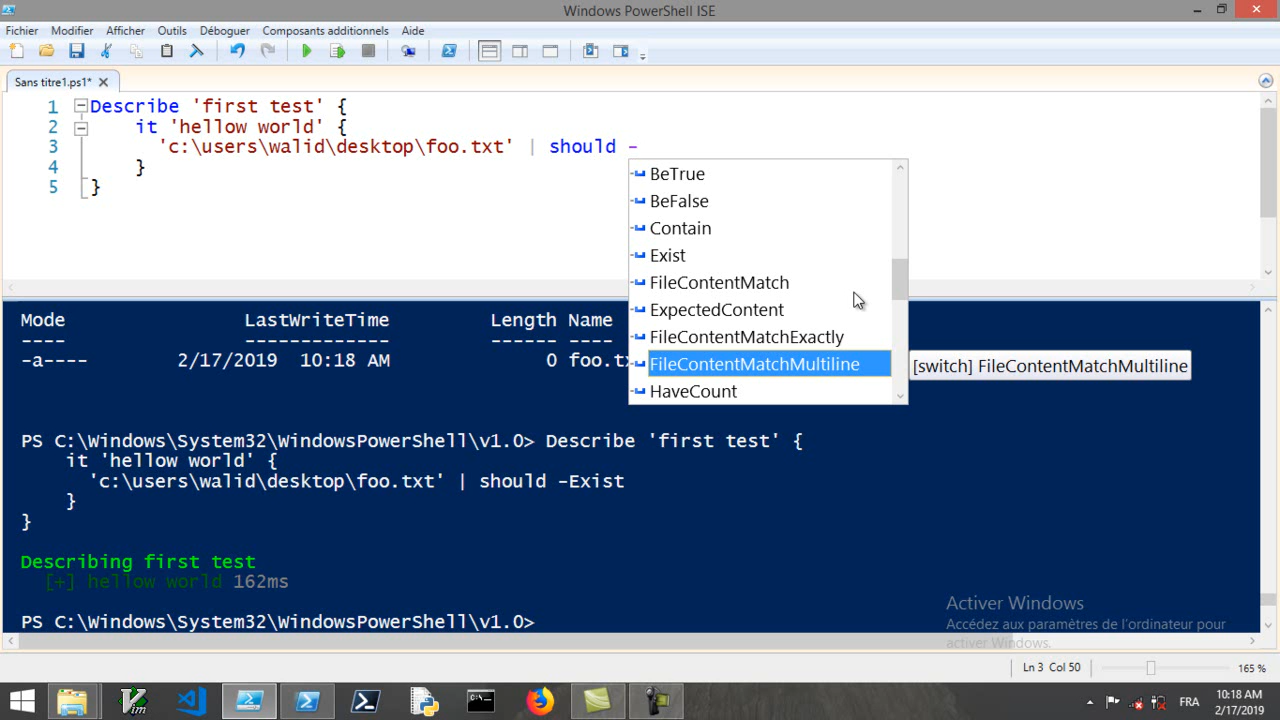 Windows PowerShell ISE
Fichier Modifier Afficher Outils Déboguer Composants additionnels Aide
Sans titre1.ps1*
1 Describe 'first test' {
2 it 'hellow world' {
3 'c:\users\walid\desktop\foo.txt' | should -
4 }
5 }
BeTrue
BeFalse
Contain
Exist
FileContentMatch
ExpectedContent
FileContentMatchExactly
FileContentMatchMultiline [switch] FileContentMatchMultiline
HaveCount
Mode LastWriteTime Length Name
---- ------------- ------ ----
-a---- 2/17/2019 10:18 AM 0 foo.tx
PS C:\Windows\System32\WindowsPowerShell\v1.0> Describe 'first test' {
it 'hellow world' {
'c:\users\walid\desktop\foo.txt' | should -Exist
}
}
Describing first test
[+] hellow world 162ms
PS C:\Windows\System32\WindowsPowerShell\v1.0>
Activer Windows
Accédez aux paramètres de l'ordinateur pour
activer Windows.
Ln 3 Col 50 165 %
FRA
10:18 AM
2/17/2019